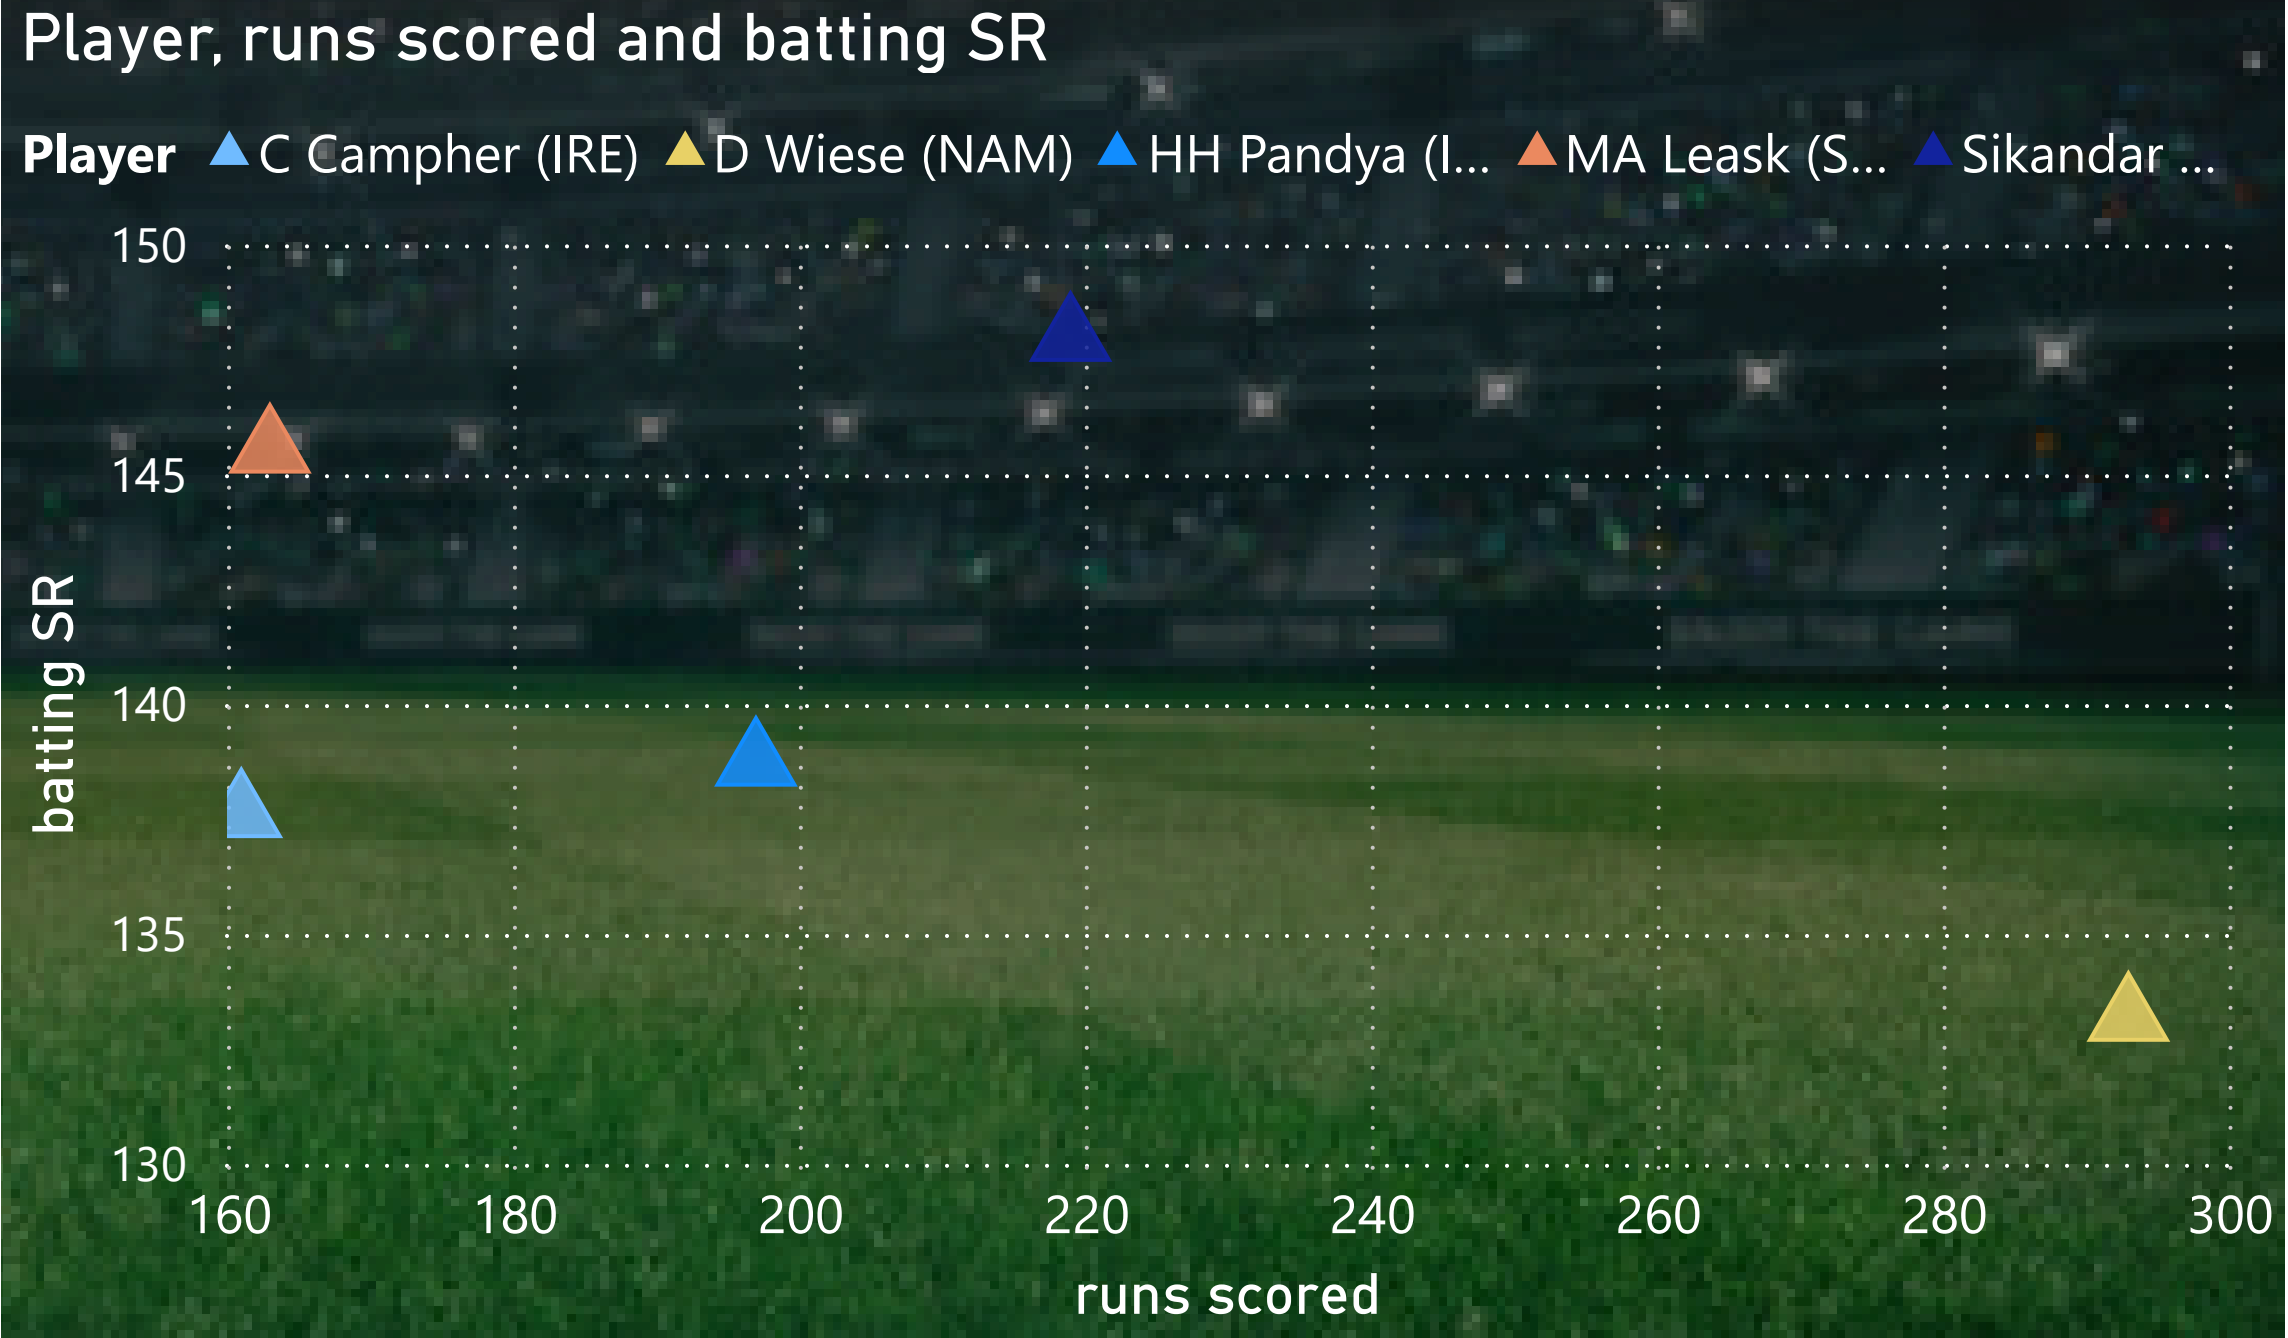 Player, runs scored and batting SR
Player C Campher (IRE) D Wiese (NAM) HH Pandya (I... MA Leask (S... Sikandar ...
150
145
140
135
130
batting SR
160 180 200 220 240 260 280 300
runs scored